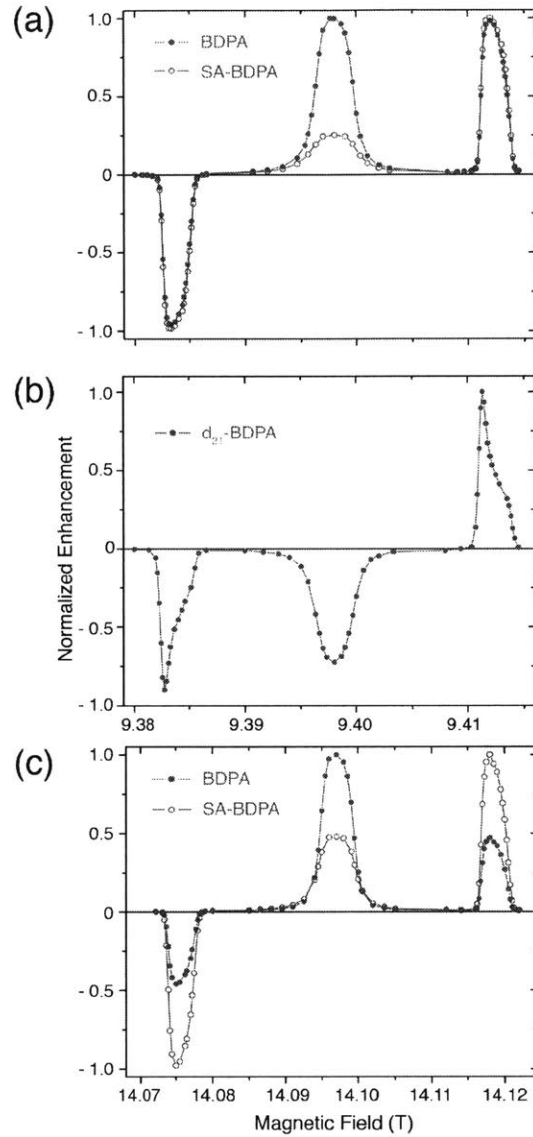 (a)
BDPA
SA-BDPA
1.0
0.5
0
- 0.5
- 1.0
(b)
d21-BDPA
1.0
0.5
0
- 0.5
- 1.0
9.38
9.39
9.40
9.41
Normalized Enhancement
(c)
BDPA
SA-BDPA
1.0
0.5
0
- 0.5
- 1.0
14.07
14.08
14.09
14.10
14.11
14.12
Magnetic Field (T)